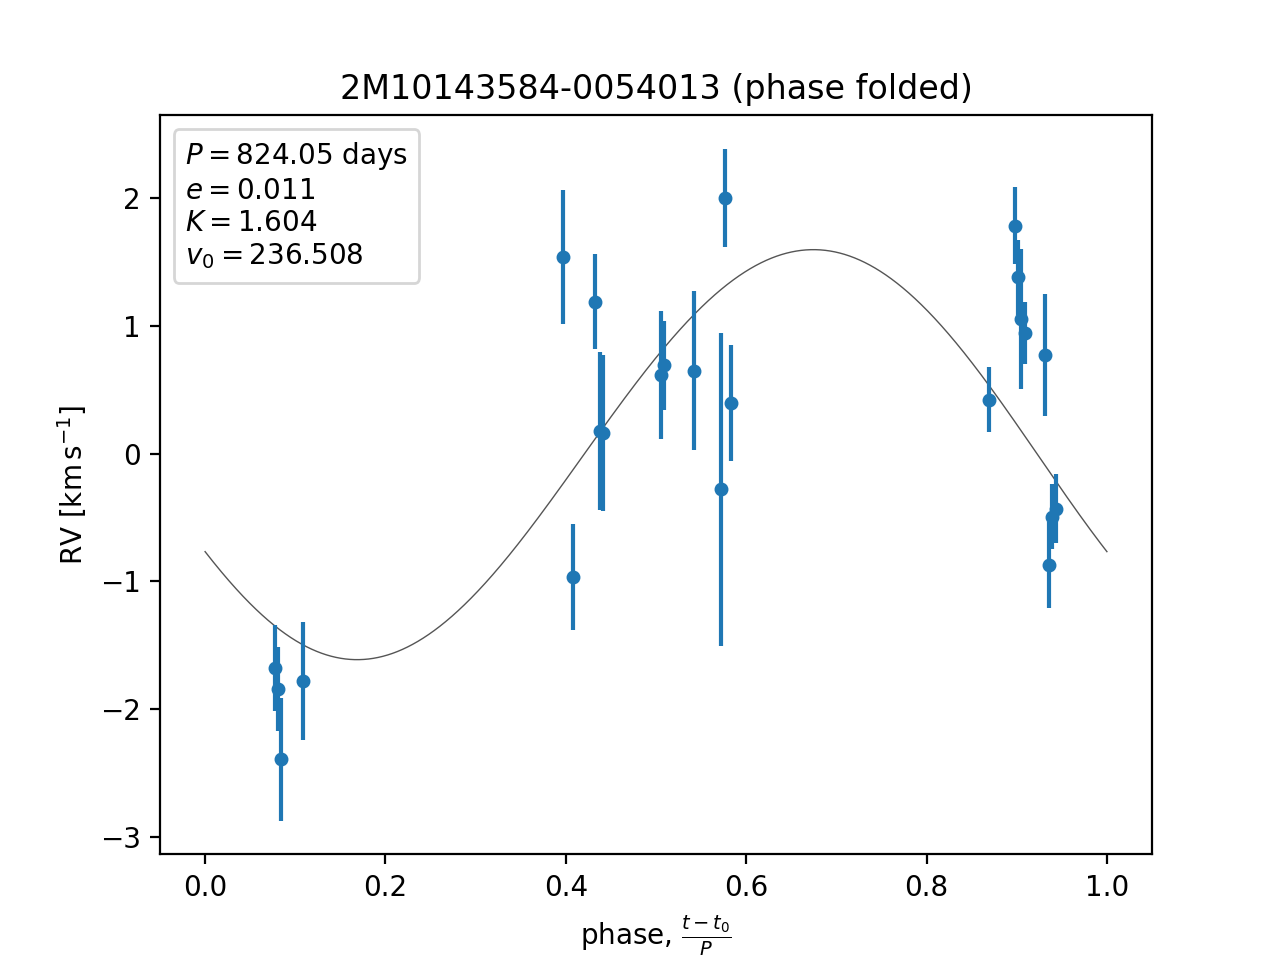 2M10143584-0054013 (phase folded)
P = 824.05 days
e = 0.011
K = 1.604
v₀ = 236.508
2
1
0
−1
−2
−3
RV [km s⁻¹]
0.0 0.2 0.4 0.6 0.8 1.0
phase, (t − t₀)/P